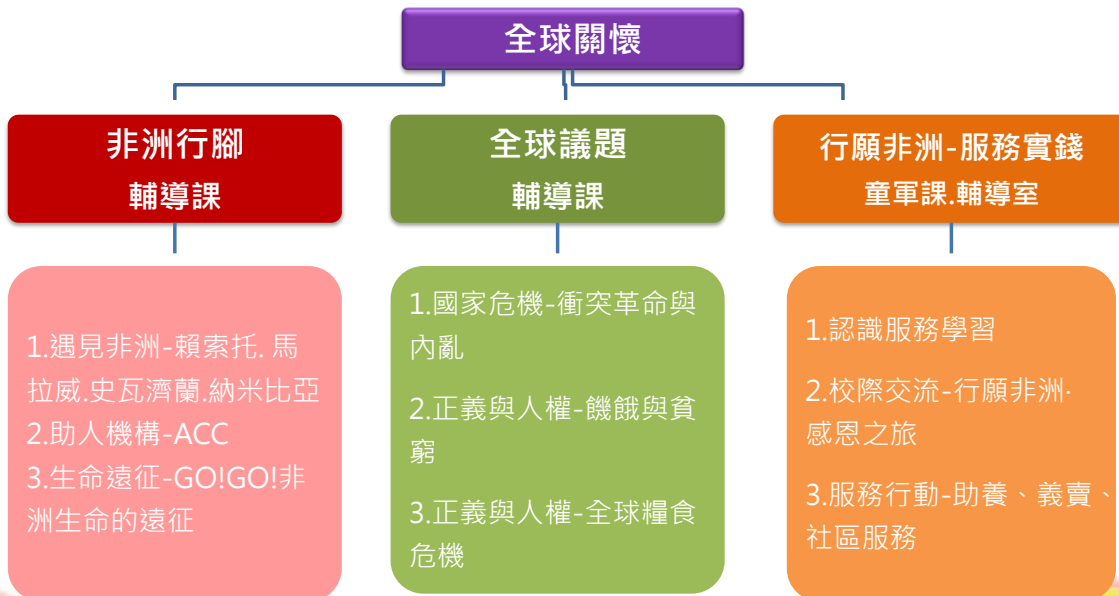 全球關懷
非洲行腳
輔導課
全球議題
輔導課
行願非洲-服務實錢
童軍課.輔導室
1.遇見非洲-賴索托. 馬
拉威.史瓦濟蘭.納米比亞
2.助人機構-ACC
3.生命遠征-GO!GO!非
洲生命的遠征
1.國家危機-衝突革命與
內亂
2.正義與人權-饑餓與貧
窮
3.正義與人權-全球糧食
危機
1.認識服務學習
2.校際交流-行願非洲·
感恩之旅
3.服務行動-助養、義賣、
社區服務